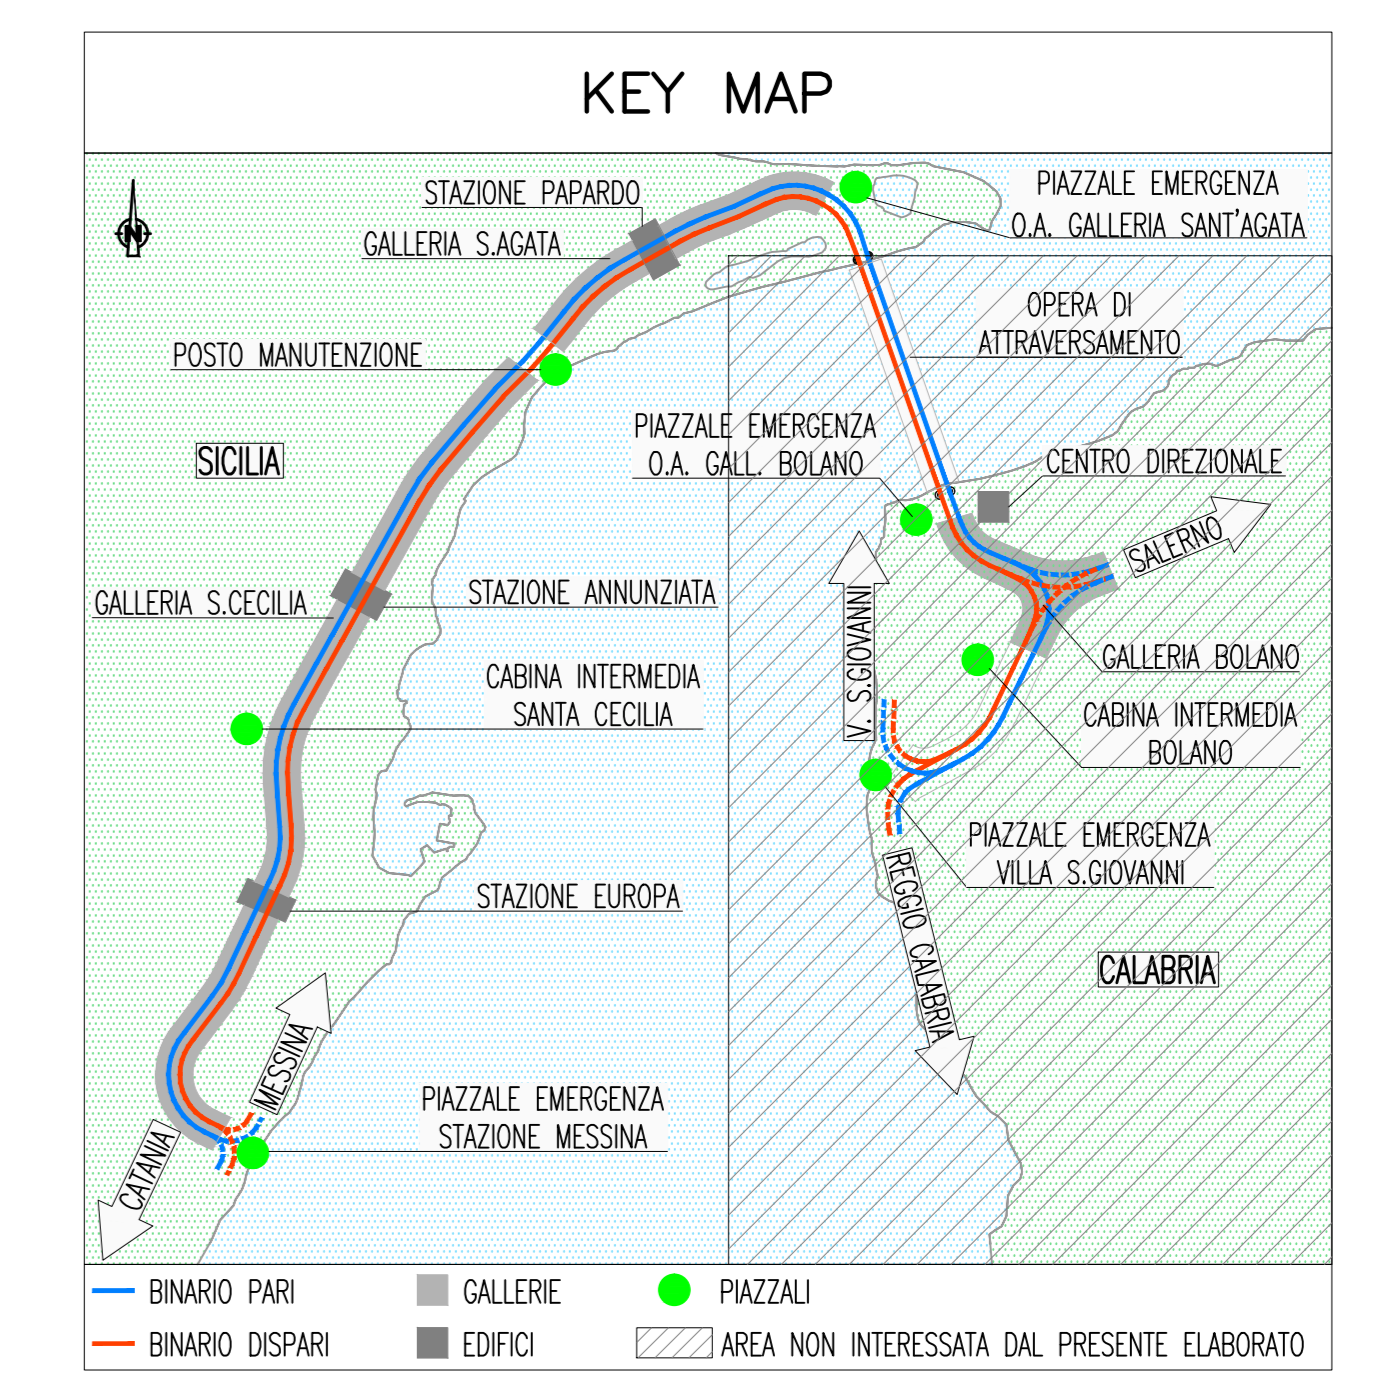 KEY MAP
N
STAZIONE PAPARDO
GALLERIA S.AGATA
PIAZZALE EMERGENZA
O.A. GALLERIA SANT'AGATA
OPERA DI
ATTRAVERSAMENTO
POSTO MANUTENZIONE
SICILIA
PIAZZALE EMERGENZA
O.A. GALL. BOLANO
CENTRO DIREZIONALE
SALERNO
GALLERIA S.CECILIA
STAZIONE ANNUNZIATA
V. S.GIOVANNI
GALLERIA BOLANO
CABINA INTERMEDIA
SANTA CECILIA
CABINA INTERMEDIA
BOLANO
PIAZZALE EMERGENZA
VILLA S.GIOVANNI
STAZIONE EUROPA
REGGIO CALABRIA
CALABRIA
MESSINA
PIAZZALE EMERGENZA
STAZIONE MESSINA
CATANIA
BINARIO PARI
GALLERIE
PIAZZALI
BINARIO DISPARI
EDIFICI
AREA NON INTERESSATA DAL PRESENTE ELABORATO